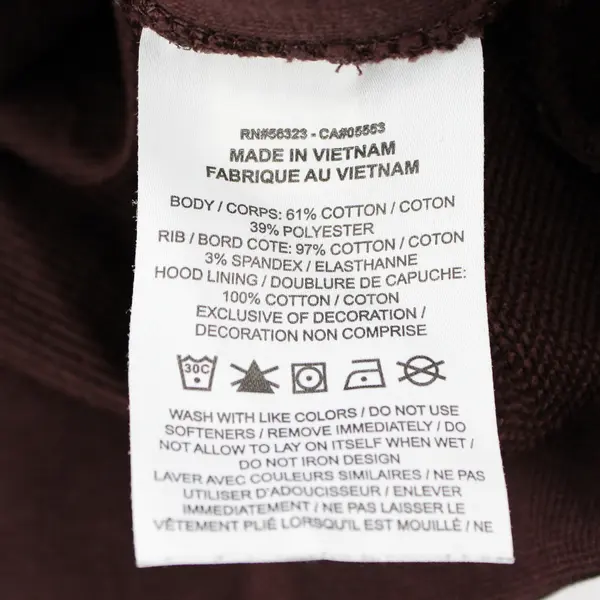 RN#56323 - CA#05553
MADE IN VIETNAM
FABRIQUE AU VIETNAM
BODY / CORPS: 61% COTTON / COTON
39% POLYESTER
RIB / BORD COTE: 97% COTTON / COTON
3% SPANDEX / ELASTHANNE
HOOD LINING / DOUBLURE DE CAPUCHE:
100% COTTON / COTON
EXCLUSIVE OF DECORATION /
DECORATION NON COMPRISE
30C
WASH WITH LIKE COLORS / DO NOT USE
SOFTENERS / REMOVE IMMEDIATELY / DO
NOT ALLOW TO LAY ON ITSELF WHEN WET /
DO NOT IRON DESIGN
LAVER AVEC COULEURS SIMILAIRES / NE PAS
UTILISER D'ADOUCISSEUR / ENLEVER
IMMEDIATEMENT / NE PAS LAISSER LE
VÊTEMENT PLIÉ LORSQU'IL EST MOUILLÉ / NE